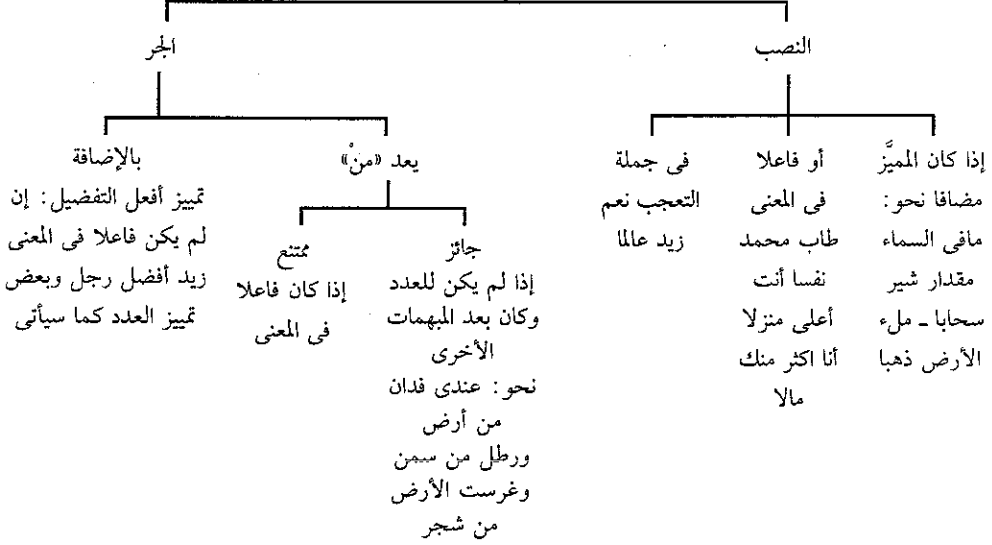 النصب
إذا كان المميَّز
مضافا نحو:
مافى السماء
مقدار شير
سحابا ـ ملء
الأرض ذهبا
أو فاعلا
فى المعنى
طاب محمد
نفسا أنت
أعلى منزلا
أنا اكثر منك
مالا
فى جملة
التعجب نعم
زيد عالما
الجر
يعد «منْ»
جائز
إذا لم يكن للعدد
وكان بعد المبهمات
الأخرى
نحو: عندى فدان
من أرض
ورطل من سمن
وغرست الأرض
من شجر
ممتنع
إذا كان فاعلا
فى المعنى
بالإضافة
تمييز أفعل التفضيل: إن
لم يكن فاعلا فى المعنى
زيد أفضل رجل وبعض
تمييز العدد كما سيأتى